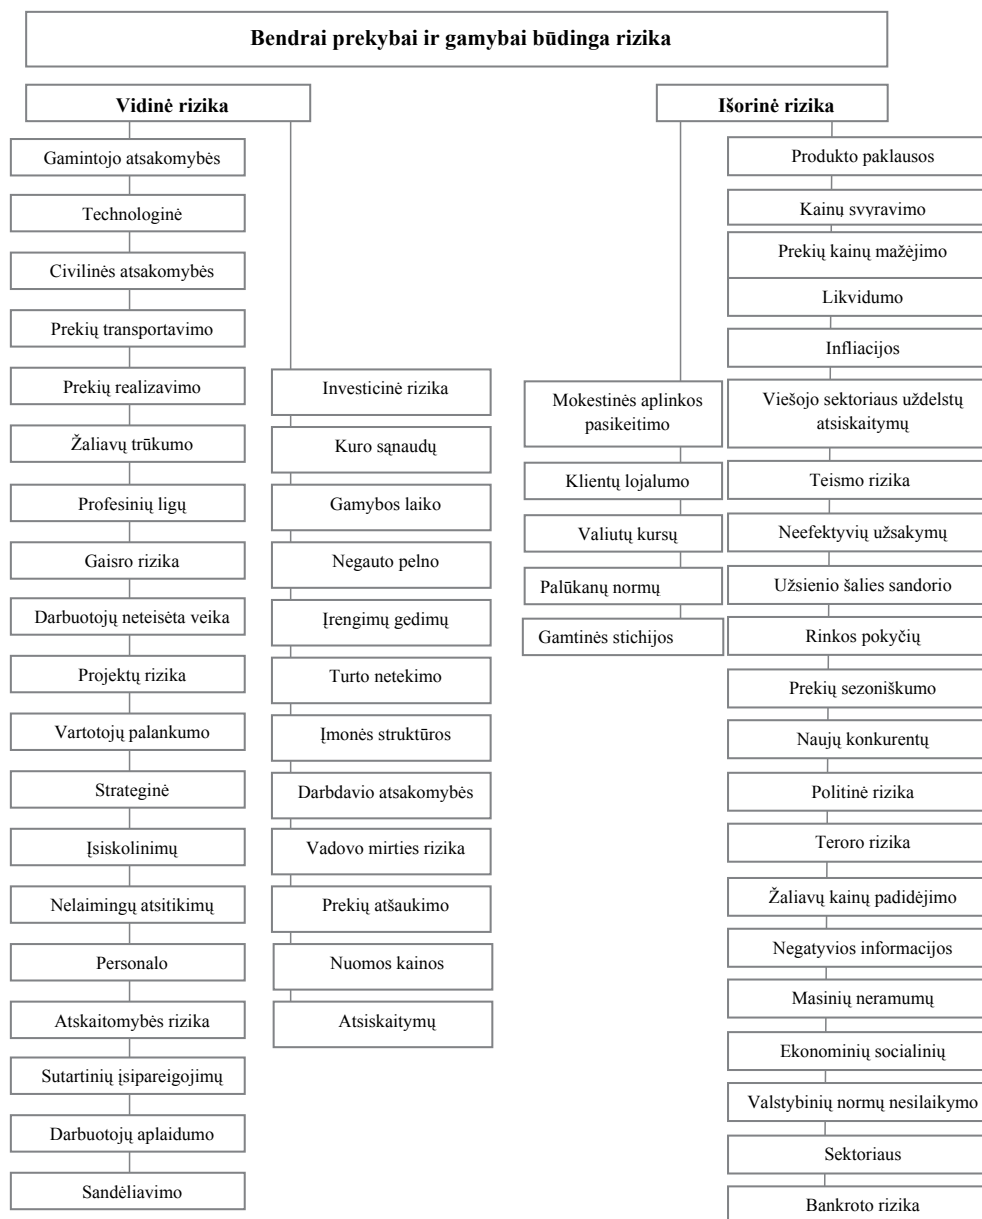 Bendrai prekybai ir gamybai būdinga rizika
Vidinė rizika
Gamintojo atsakomybės
Technologinė
Civilinės atsakomybės
Prekių transportavimo
Prekių realizavimo
Žaliavų trūkumo
Profesinių ligų
Gaisro rizika
Darbuotojų neteisėta veika
Projektų rizika
Vartotojų palankumo
Strateginė
Įsiskolinimų
Nelaimingų atsitikimų
Personalo
Atskaitomybės rizika
Sutartinių įsipareigojimų
Darbuotojų aplaidumo
Sandėliavimo
Investicinė rizika
Kuro sąnaudų
Gamybos laiko
Negauto pelno
Įrengimų gedimų
Turto netekimo
Įmonės struktūros
Darbdavio atsakomybės
Vadovo mirties rizika
Prekių atšaukimo
Nuomos kainos
Atsiskaitymų
Išorinė rizika
Mokestinės aplinkos
pasikeitimo
Klientų lojalumo
Valiutų kursų
Palūkanų normų
Gamtinės stichijos
Produkto paklausos
Kainų svyravimo
Prekių kainų mažėjimo
Likvidumo
Infliacijos
Viešojo sektoriaus uždelstų
atsiskaitymų
Teismo rizika
Neefektyvių užsakymų
Užsienio šalies sandorio
Rinkos pokyčių
Prekių sezoniškumo
Naujų konkurentų
Politinė rizika
Teroro rizika
Žaliavų kainų padidėjimo
Negatyvios informacijos
Masinių neramumų
Ekonominių socialinių
Valstybinių normų nesilaikymo
Sektoriaus
Bankroto rizika